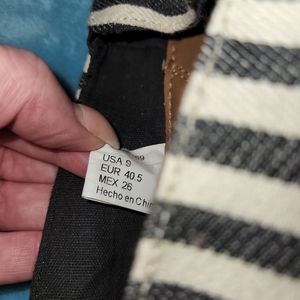 USA 9
EUR 40.5
MEX 26
Hecho en Chin